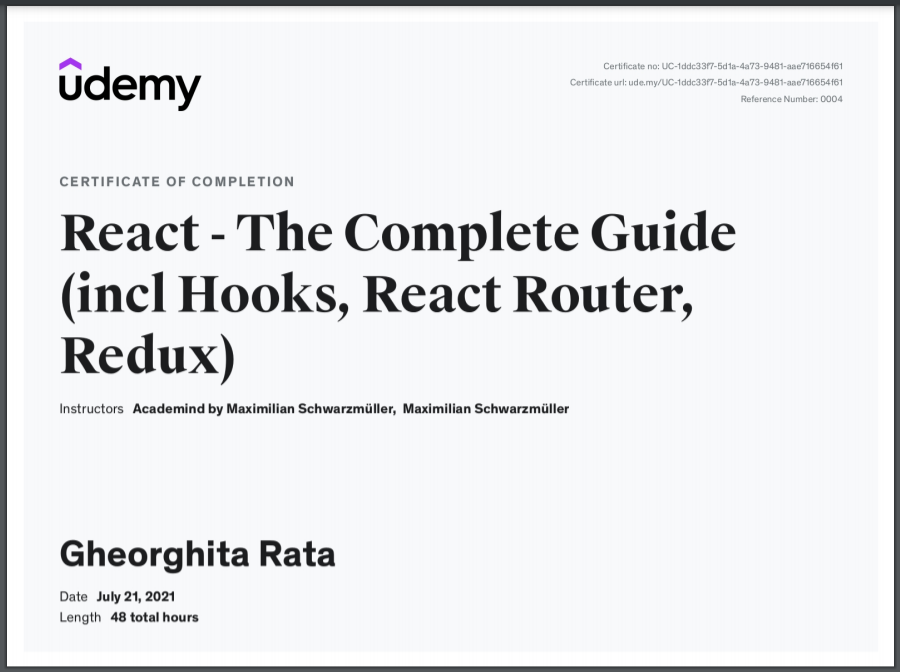 udemy
Certificate no: UC-1ddc33f7-5d1a-4a73-9481-aae716654f61
Certificate url: ude.my/UC-1ddc33f7-5d1a-4a73-9481-aae716654f61
Reference Number: 0004
CERTIFICATE OF COMPLETION
React - The Complete Guide
(incl Hooks, React Router,
Redux)
Instructors Academind by Maximilian Schwarzmüller, Maximilian Schwarzmüller
Gheorghita Rata
Date July 21, 2021
Length 48 total hours